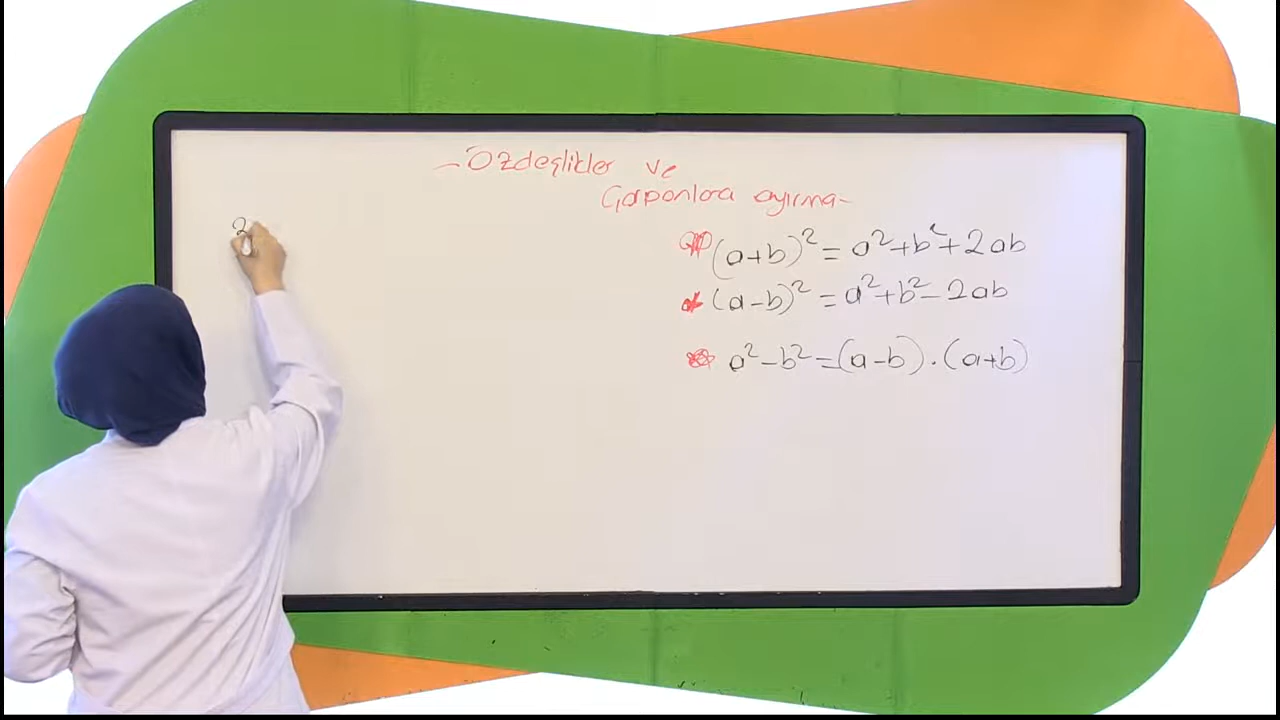 - Özdeşlikler ve
Çarpanlara ayırma -
(a+b)² = a²+b²+2ab
(a-b)² = a²+b²-2ab
a²-b² = (a-b).(a+b)